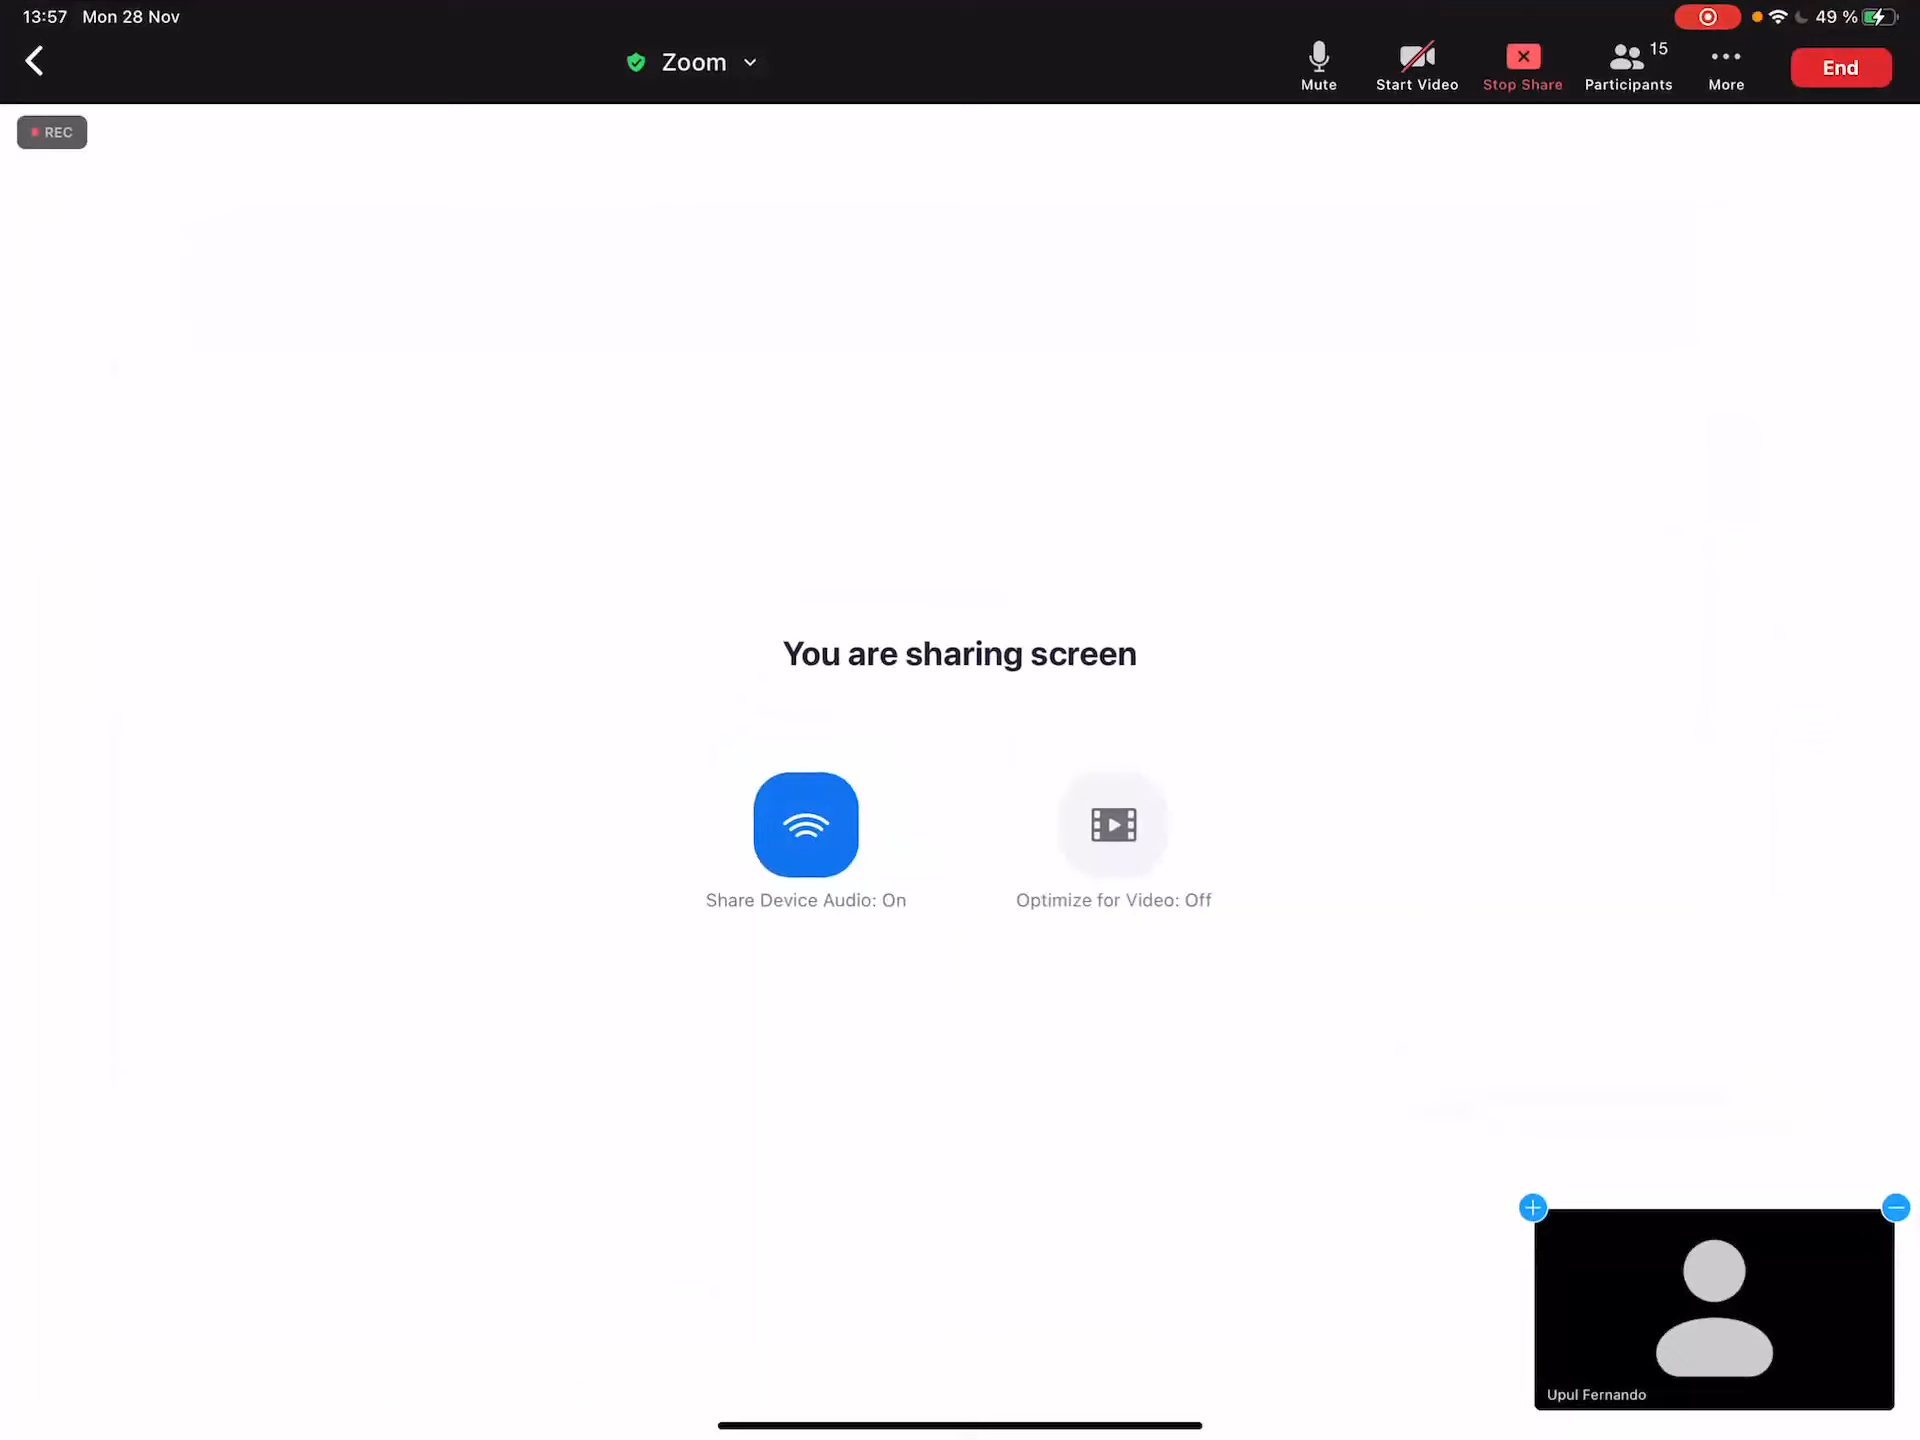 13:57 Mon 28 Nov
49 %
Zoom
15
Mute
Start Video
Stop Share
Participants
More
End
REC
You are sharing screen
Share Device Audio: On
Optimize for Video: Off
Upul Fernando